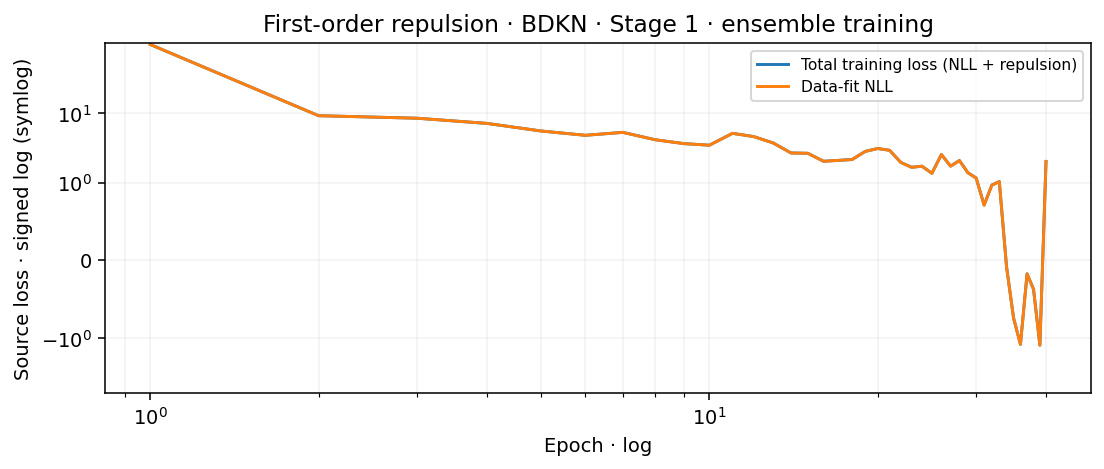 First-order repulsion · BDKN · Stage 1 · ensemble training
Source loss · signed log (symlog)
10¹
10⁰
0
−10⁰
Total training loss (NLL + repulsion)
Data-fit NLL
10⁰
10¹
Epoch · log